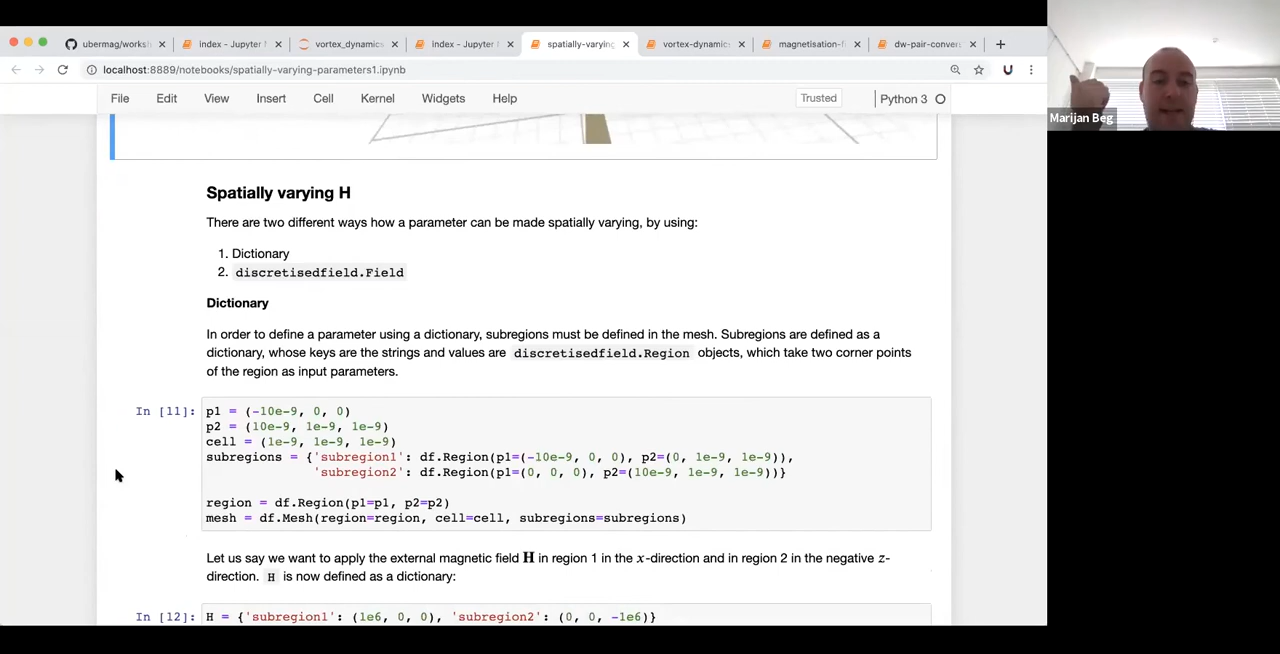 ubermag/works
index - Jupyter
vortex_dynamics
index - Jupyter
spatially-varying
vortex-dynamic
magnetisation-f
dw-pair-conver
localhost:8889/notebooks/spatially-varying-parameters1.ipynb
File Edit View Insert Cell Kernel Widgets Help
Trusted
Python 3
Marijan Beg
Spatially varying H
There are two different ways how a parameter can be made spatially varying, by using:
1. Dictionary
2. discretisedfield.Field
Dictionary
In order to define a parameter using a dictionary, subregions must be defined in the mesh. Subregions are defined as a
dictionary, whose keys are the strings and values are discretisedfield.Region objects, which take two corner points
of the region as input parameters.
In [11]: p1 = (-10e-9, 0, 0)
p2 = (10e-9, 1e-9, 1e-9)
cell = (1e-9, 1e-9, 1e-9)
subregions = {'subregion1': df.Region(p1=(-10e-9, 0, 0), p2=(0, 1e-9, 1e-9)),
'subregion2': df.Region(p1=(0, 0, 0), p2=(10e-9, 1e-9, 1e-9))}
region = df.Region(p1=p1, p2=p2)
mesh = df.Mesh(region=region, cell=cell, subregions=subregions)
Let us say we want to apply the external magnetic field H in region 1 in the x-direction and in region 2 in the negative z-
direction. H is now defined as a dictionary:
In [12]: H = {'subregion1': (1e6, 0, 0), 'subregion2': (0, 0, -1e6)}